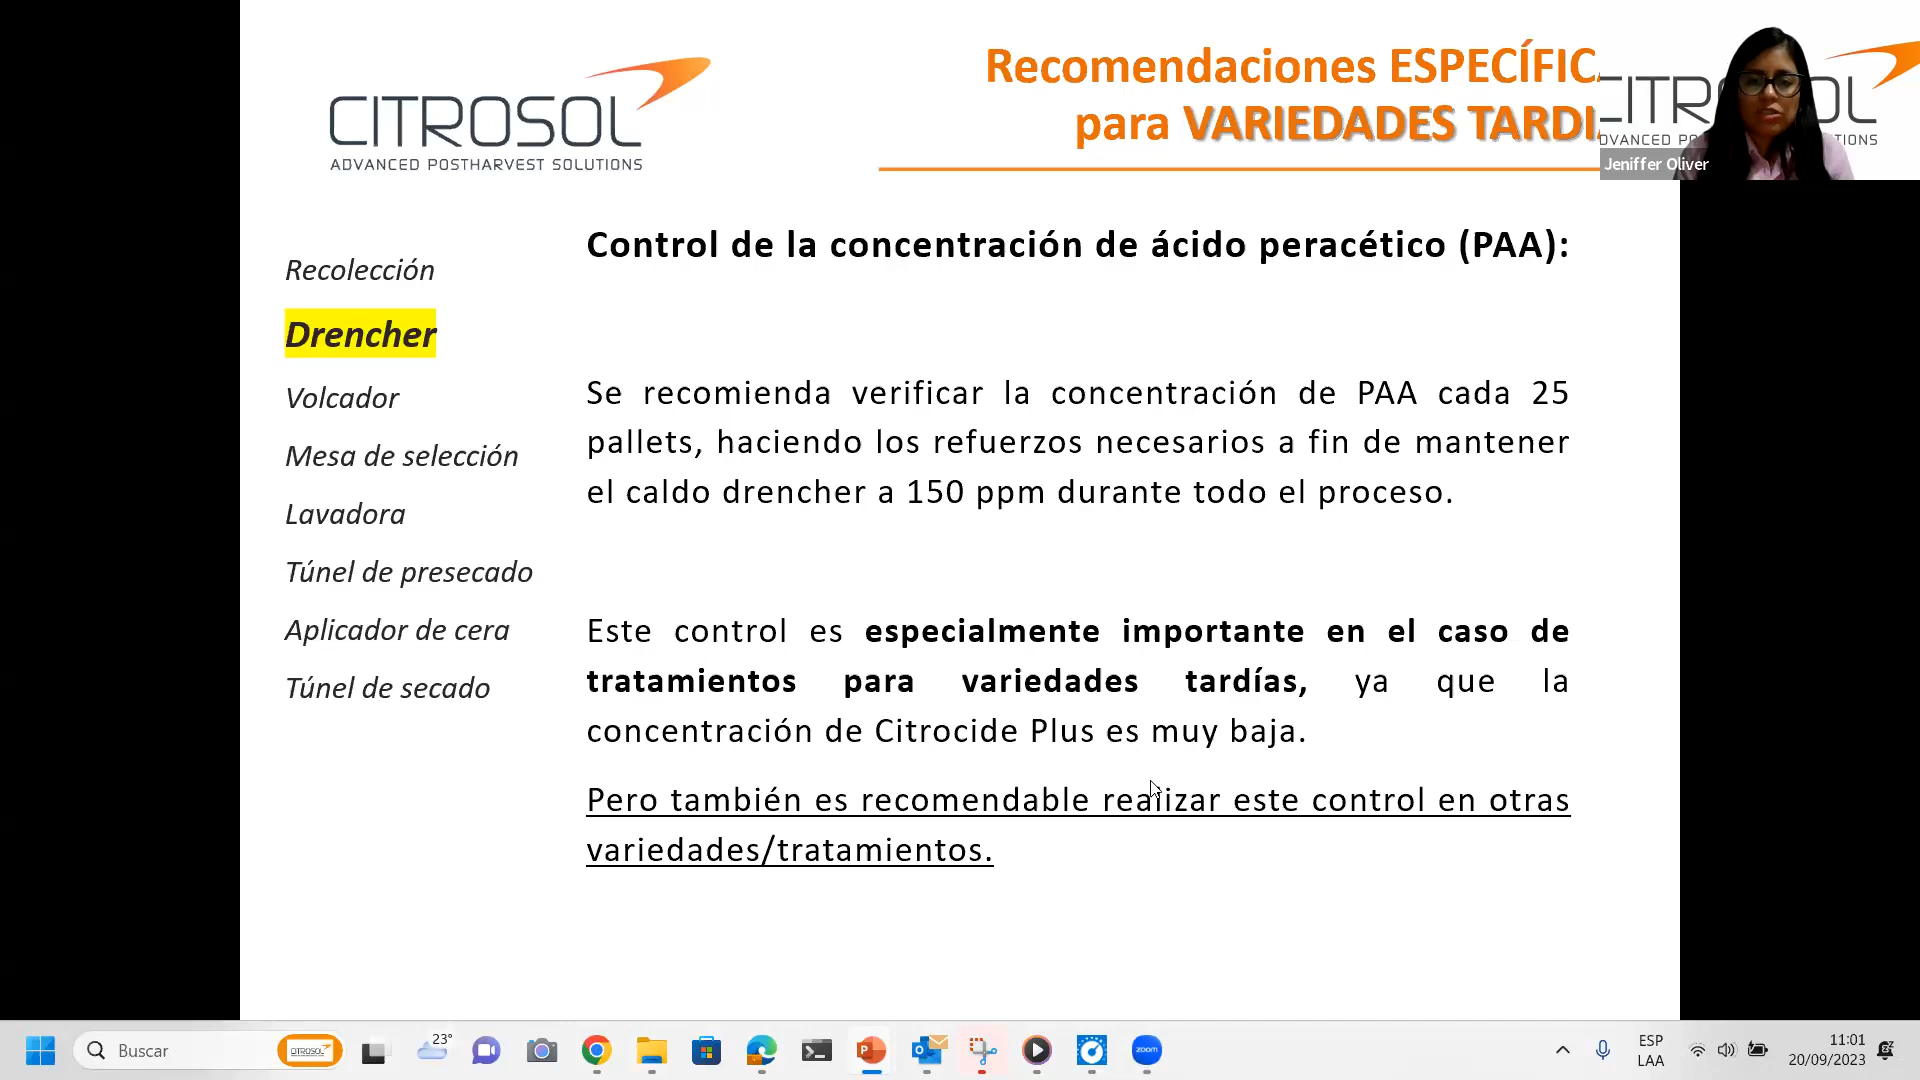 CITROSOL
ADVANCED POSTHARVEST SOLUTIONS
Recomendaciones ESPECÍFIC
para VARIEDADES TARDI
Jeniffer Oliver
Recolección
Drencher
Volcador
Mesa de selección
Lavadora
Túnel de presecado
Aplicador de cera
Túnel de secado
Control de la concentración de ácido peracético (PAA):
Se recomienda verificar la concentración de PAA cada 25
pallets, haciendo los refuerzos necesarios a fin de mantener
el caldo drencher a 150 ppm durante todo el proceso.
Este control es especialmente importante en el caso de
tratamientos para variedades tardías, ya que la
concentración de Citrocide Plus es muy baja.
Pero también es recomendable realizar este control en otras
variedades/tratamientos.
Buscar
CITROSOL
23°
zoom
ESP
LAA
11:01
20/09/2023